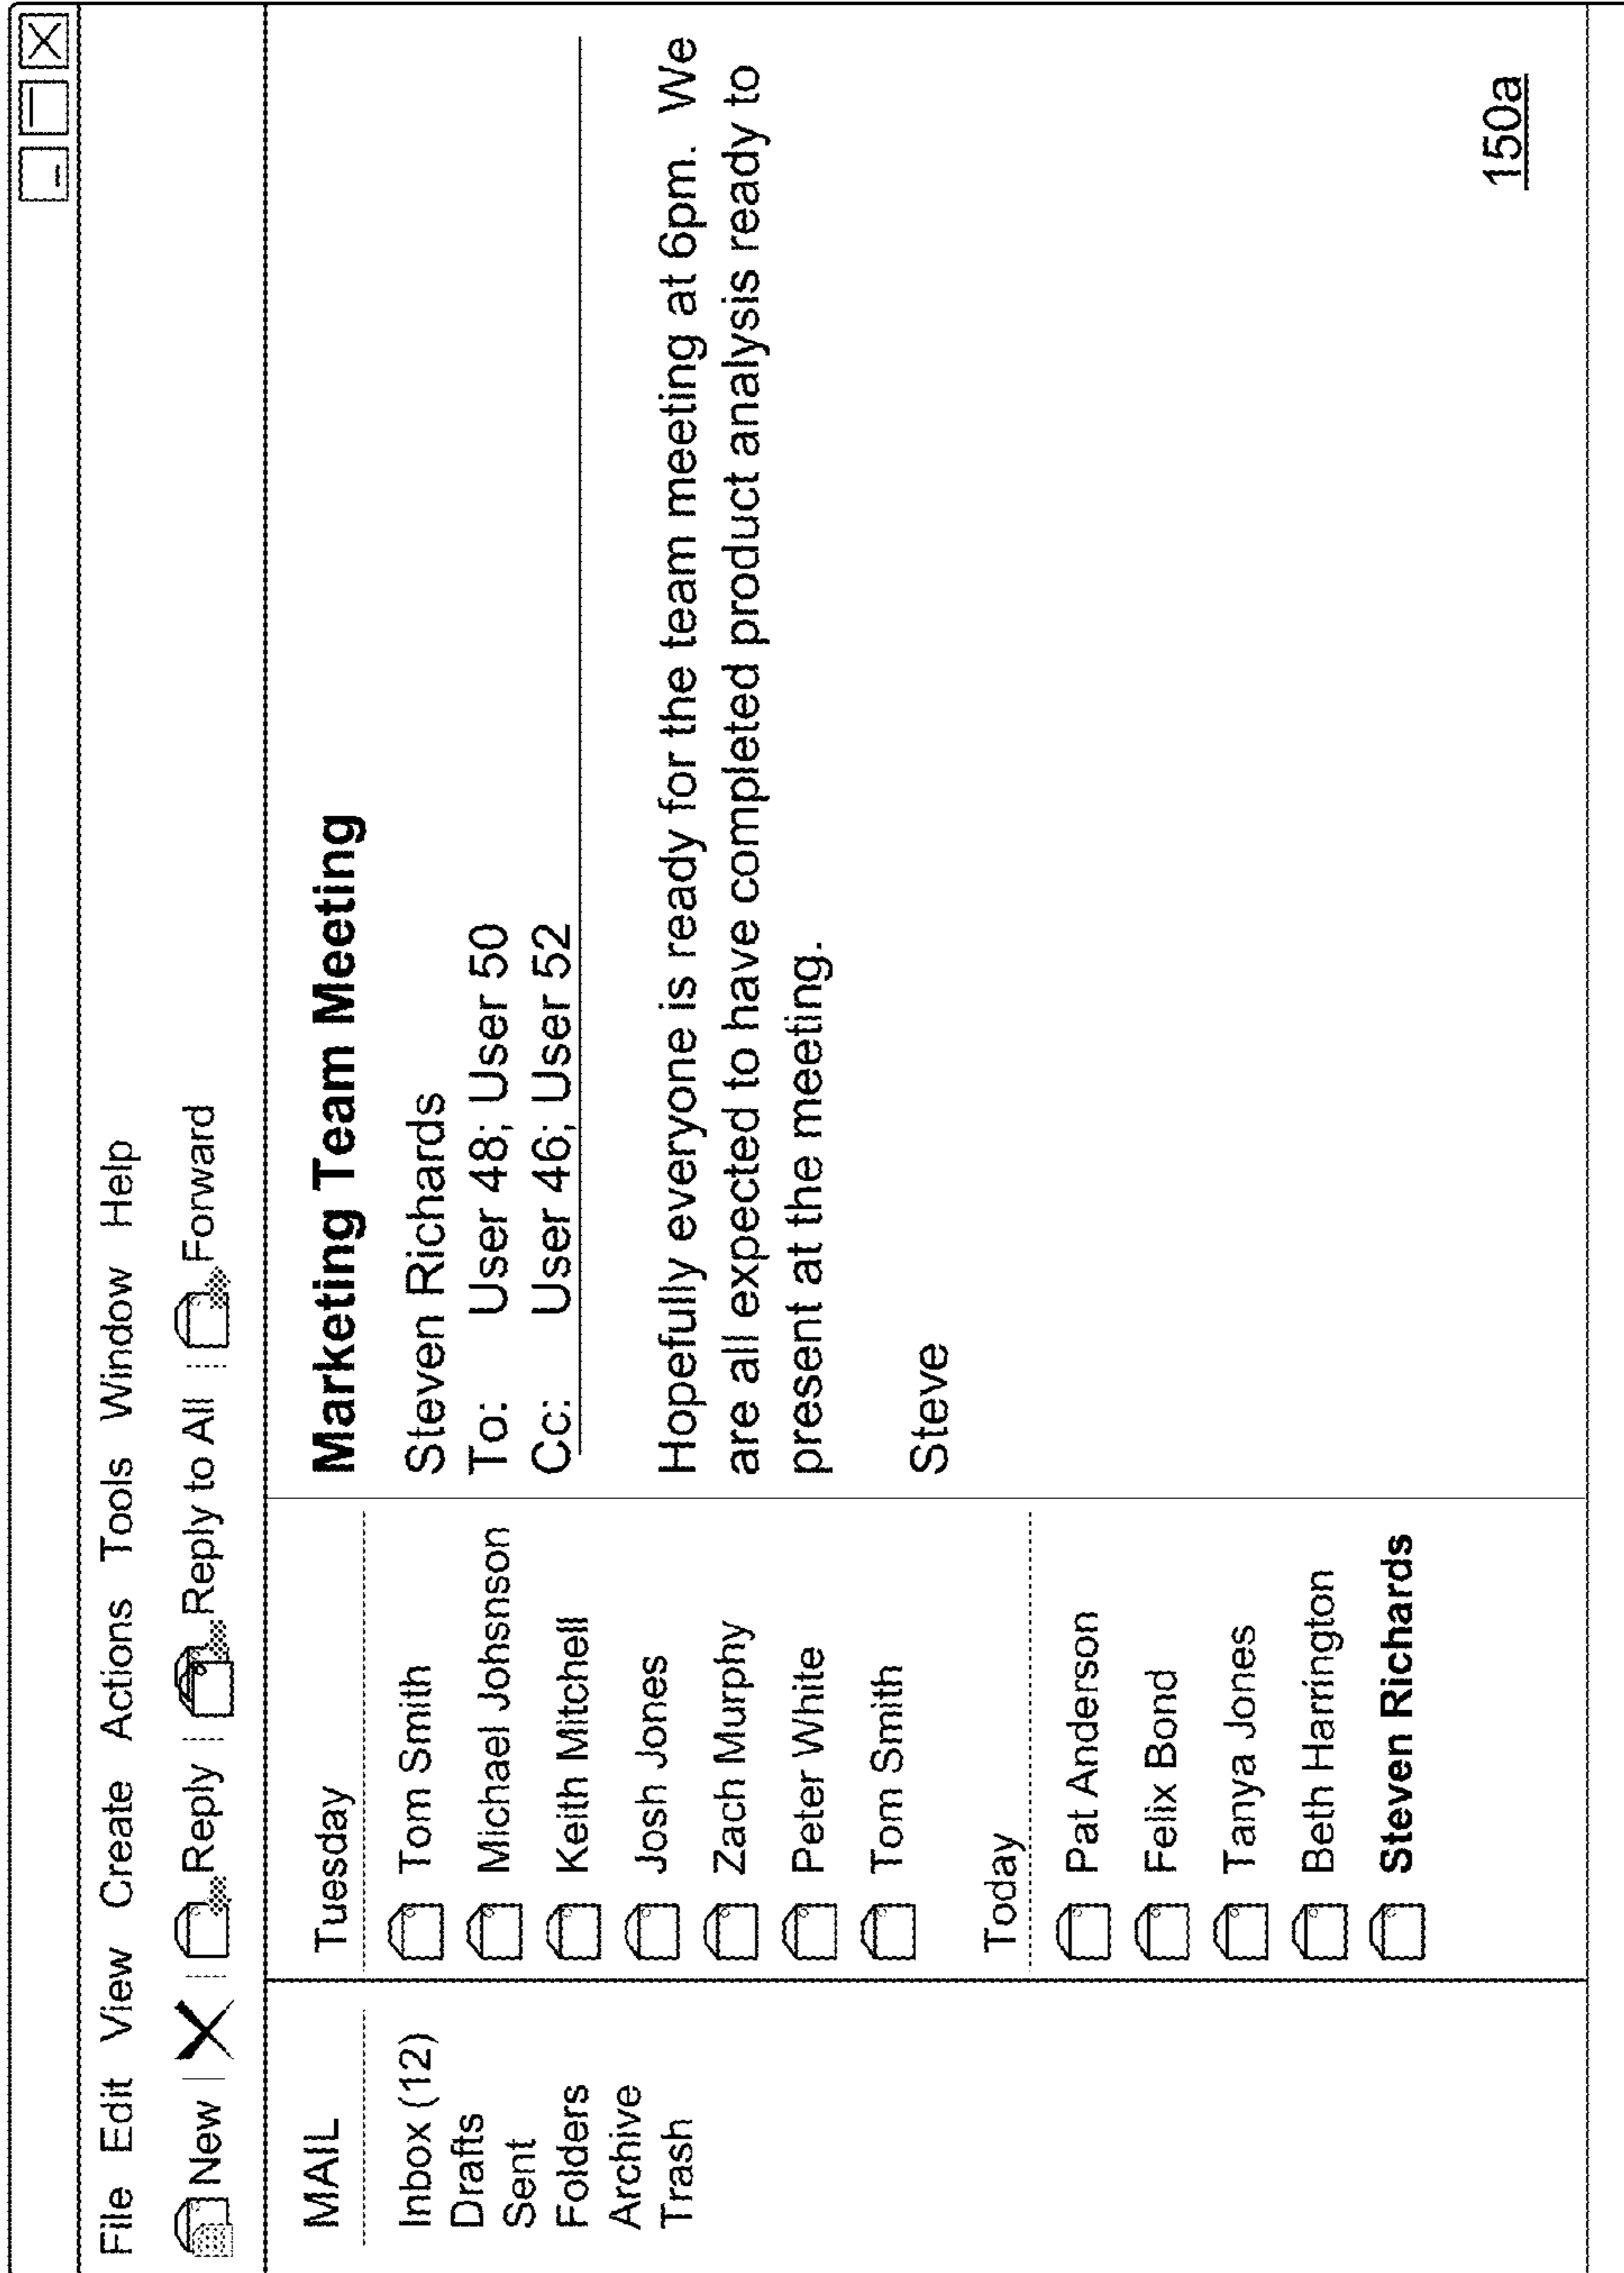 File Edit View Create Actions Tools Window Help
New | | Reply | Reply to All | Forward
MAIL
Inbox (12)
Drafts
Sent
Folders
Archive
Trash
Tuesday
Tom Smith
Michael Johsnson
Keith Mitchell
Josh Jones
Zach Murphy
Peter White
Tom Smith
Today
Pat Anderson
Felix Bond
Tanya Jones
Beth Harrington
Steven Richards
Marketing Team Meeting
Steven Richards
To: User 48; User 50
Cc: User 46; User 52
Hopefully everyone is ready for the team meeting at 6pm. We
are all expected to have completed product analysis ready to
present at the meeting.
Steve
150a